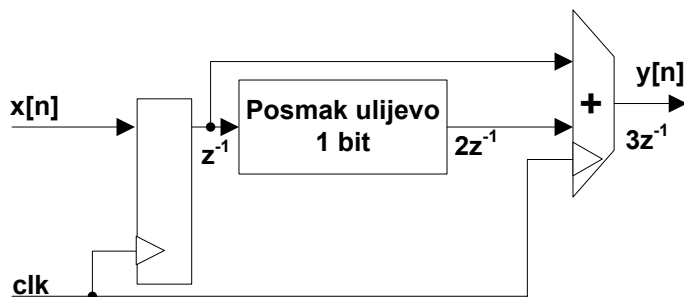 x[n]
z⁻¹
Posmak ulijevo
1 bit
2z⁻¹
+
y[n]
3z⁻¹
clk